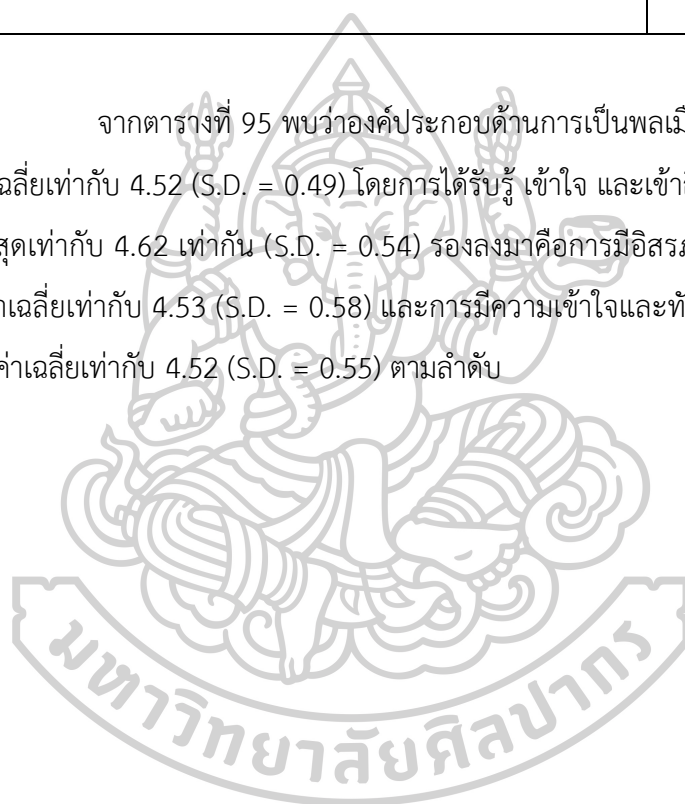 จากตารางที่ 95 พบว่าองค์ประกอบด้านการเป็นพลเมื
ฉลี่ยเท่ากับ 4.52 (S.D. = 0.49) โดยการได้รับรู้ เข้าใจ และเข้าถึ
สุดเท่ากับ 4.62 เท่ากัน (S.D. = 0.54) รองลงมาคือการมีอิสรภ
าเฉลี่ยเท่ากับ 4.53 (S.D. = 0.58) และการมีความเข้าใจและทั
ค่าเฉลี่ยเท่ากับ 4.52 (S.D. = 0.55) ตามลำดับ
มหาวิทยาลัยศิลปากร